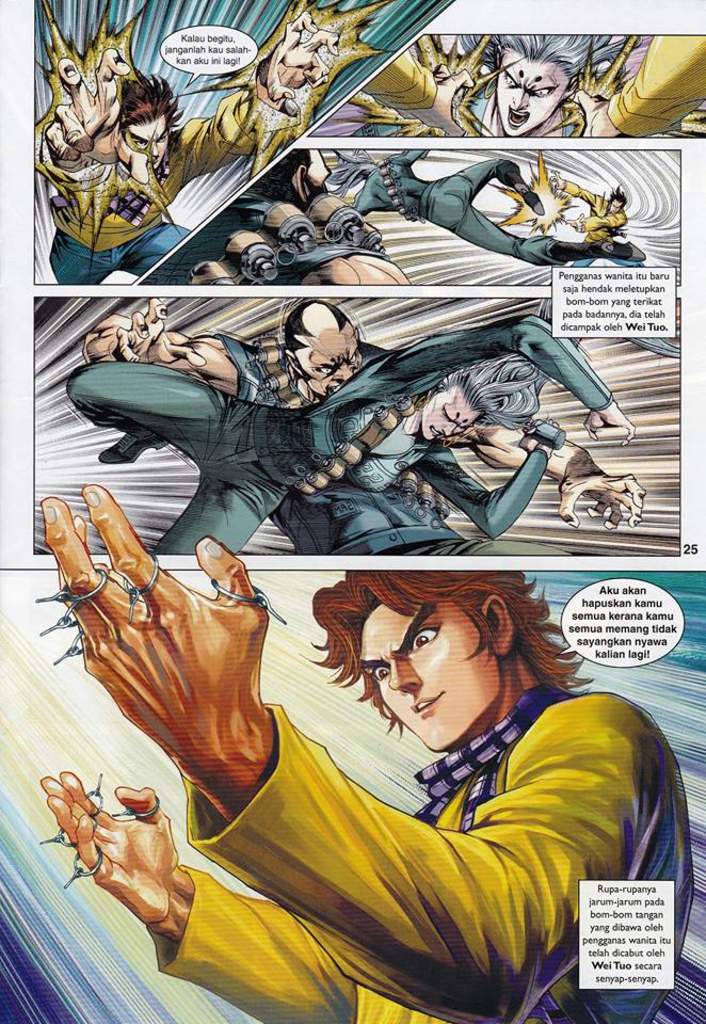 Kalau begitu,
janganlah kau salah-
kan aku ini lagi!
Pengganas wanita itu baru
saja hendak meletupkan
bom-bom yang terikat
pada badannya, dia telah
dicampak oleh Wei Tuo.
25
Aku akan
hapuskan kamu
semua kerana kamu
semua memang tidak
sayangkan nyawa
kalian lagi!
Rupa-rupanya
jarum-jarum pada
bom-bom tangan
yang dibawa oleh
pengganas wanita itu
telah dicabut oleh
Wei Tuo secara
senyap-senyap.